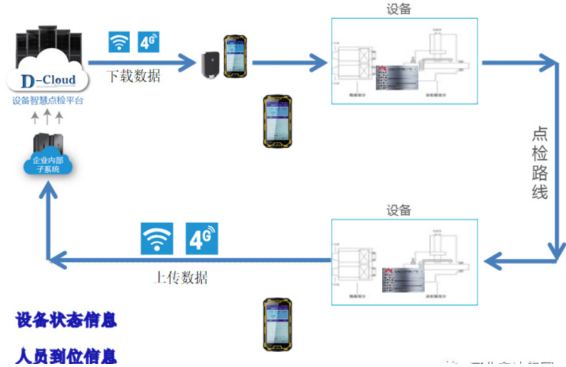 设备
4G
下载数据
D-Cloud
设备智慧点检平台
企业内部
子系统
点检路线
设备
4G
上传数据
设备状态信息
人员到位信息